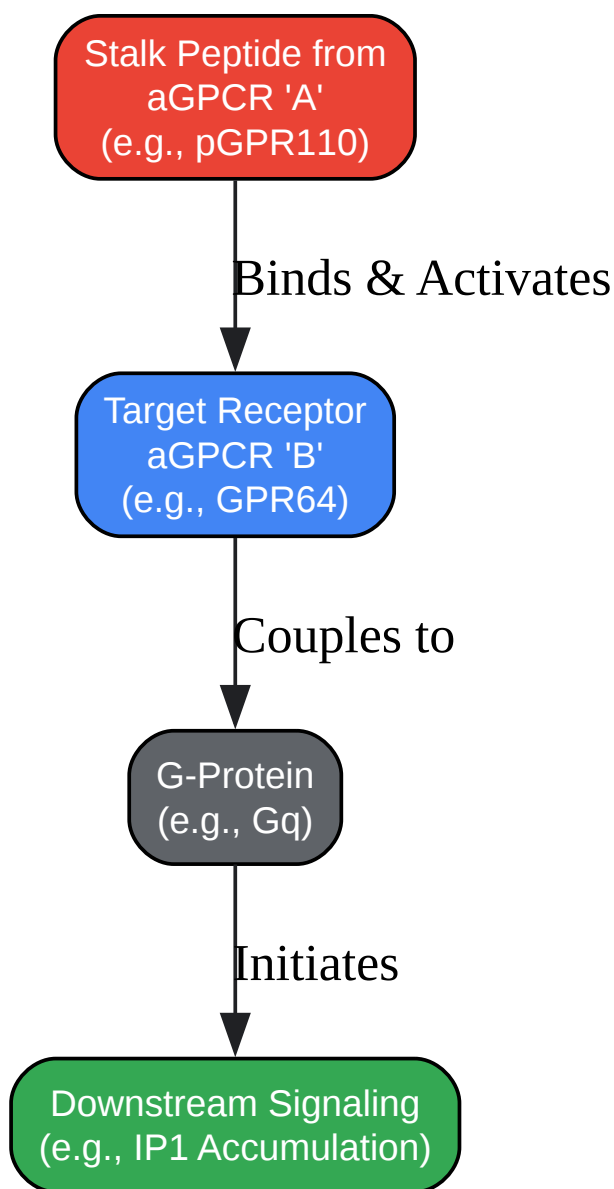 Stalk Peptide from
aGPCR 'A'
(e.g., pGPR110)
Binds & Activates
Target Receptor
aGPCR 'B'
(e.g., GPR64)
Couples to
G-Protein
(e.g., Gq)
Initiates
Downstream Signaling
(e.g., IP1 Accumulation)